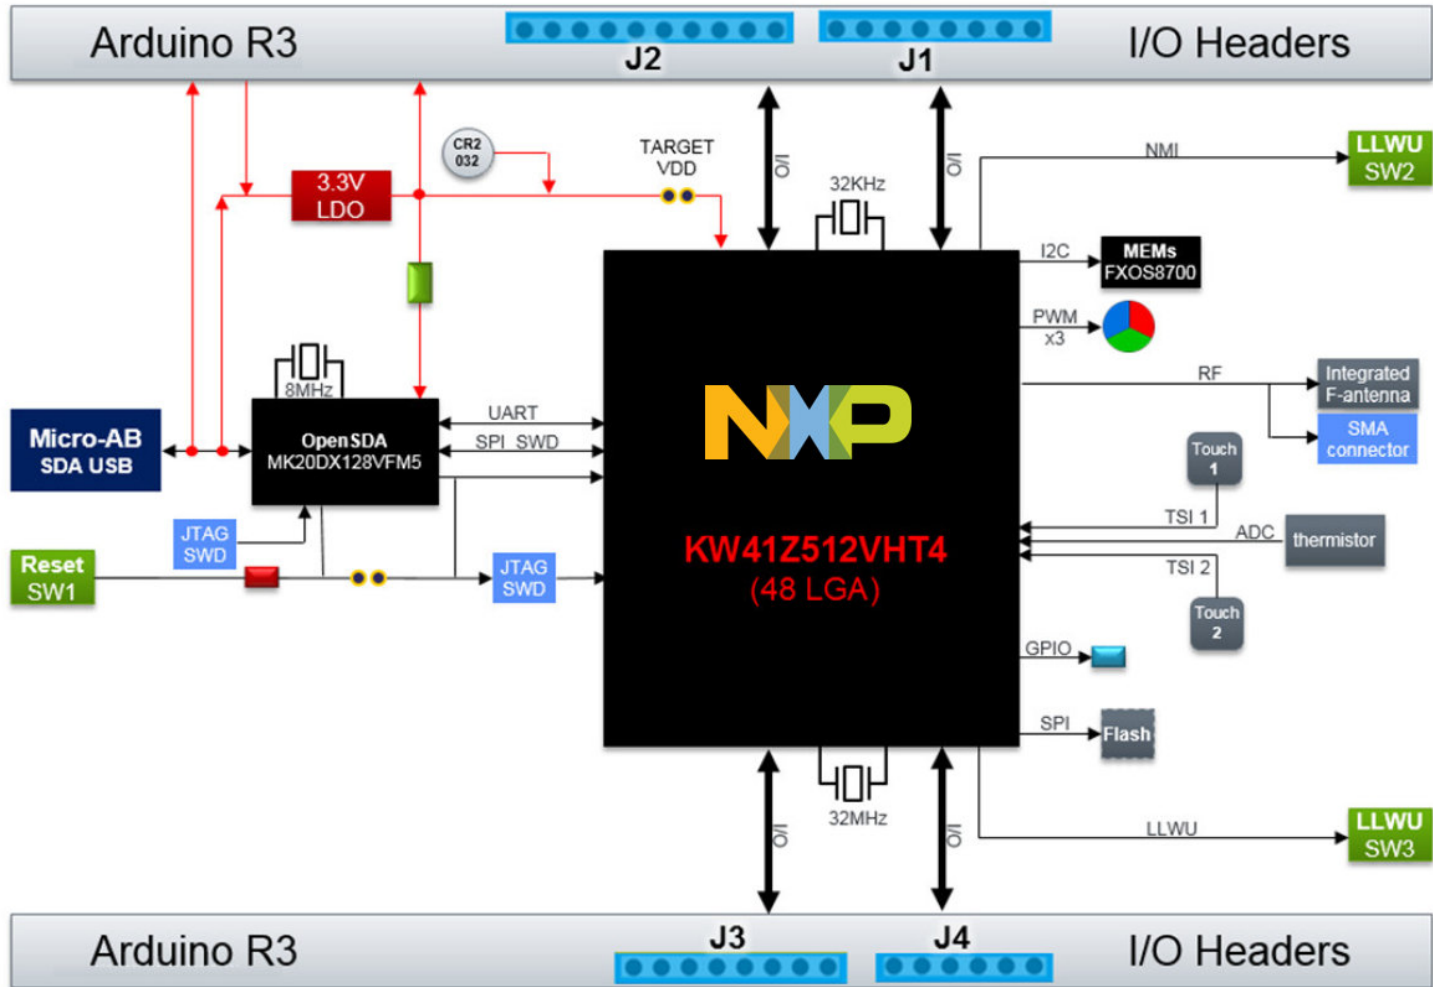 Arduino R3
J2
J1
I/O Headers
CR2
032
TARGET
VDD
I/O
I/O
NMI
LLWU
SW2
3.3V
LDO
32KHz
I2C
MEMs
FXOS8700
PWM
x3
8MHz
RF
Integrated
F-antenna
SMA
connector
Micro-AB
SDA USB
OpenSDA
MK20DX128VFM5
UART
SPI SWD
NXP
Touch
1
TSI 1
ADC
thermistor
TSI 2
Touch
2
JTAG
SWD
Reset
SW1
JTAG
SWD
KW41Z512VHT4
(48 LGA)
GPIO
SPI
Flash
32MHz
I/O
I/O
LLWU
LLWU
SW3
Arduino R3
J3
J4
I/O Headers